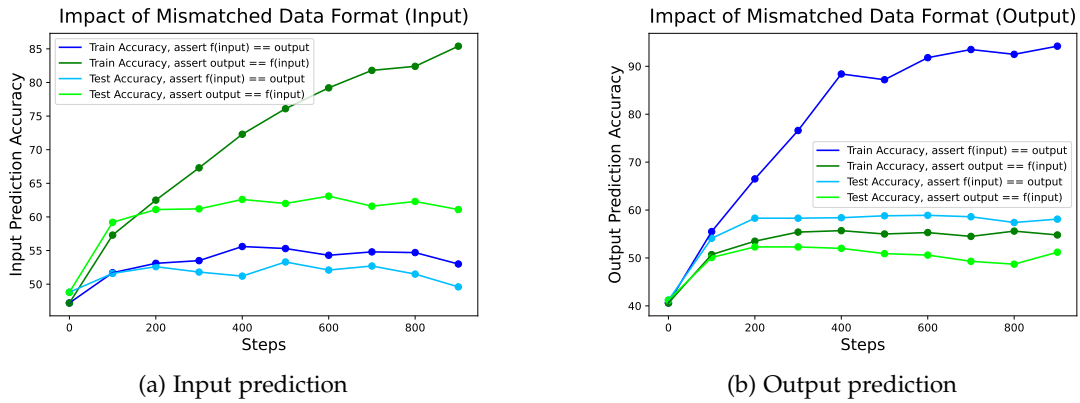 Impact of Mismatched Data Format (Input)
Train Accuracy, assert f(input) == output
Train Accuracy, assert output == f(input)
Test Accuracy, assert f(input) == output
Test Accuracy, assert output == f(input)
Input Prediction Accuracy
85
80
75
70
65
60
55
50
0
200
400
600
800
Steps
(a) Input prediction
Impact of Mismatched Data Format (Output)
Train Accuracy, assert f(input) == output
Train Accuracy, assert output == f(input)
Test Accuracy, assert f(input) == output
Test Accuracy, assert output == f(input)
Output Prediction Accuracy
90
80
70
60
50
40
0
200
400
600
800
Steps
(b) Output prediction